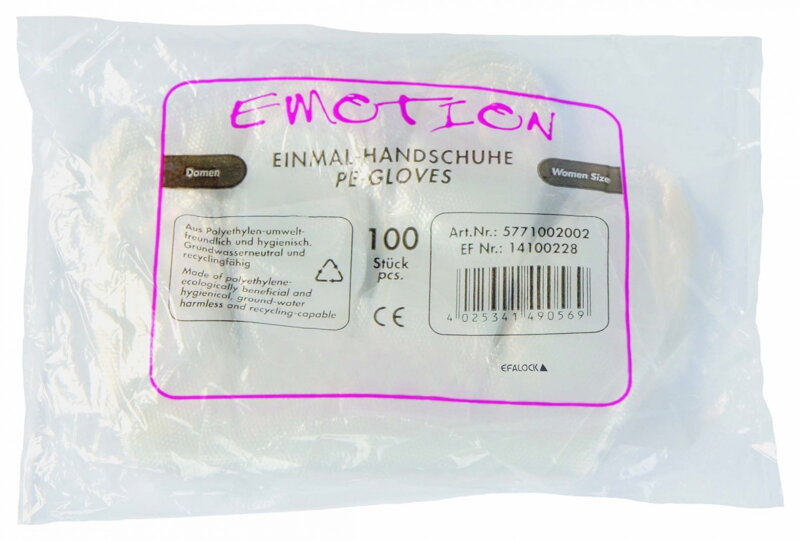 EMOTION
EINMAL-HANDSCHUHE
PE-GLOVES
Damen
Women Size
Aus Polyethylen-umwelt-
freundlich und hygienisch.
Grundwasserneutral und
recyclingfähig
Made of polyethylene-
ecologically beneficial and
hygienical, ground-water
harmless and recycling-capable
100
Stück
pcs.
CE
Art.Nr.: 5771002002
EF Nr.: 14100228
4 025341 490569
EFALOCK